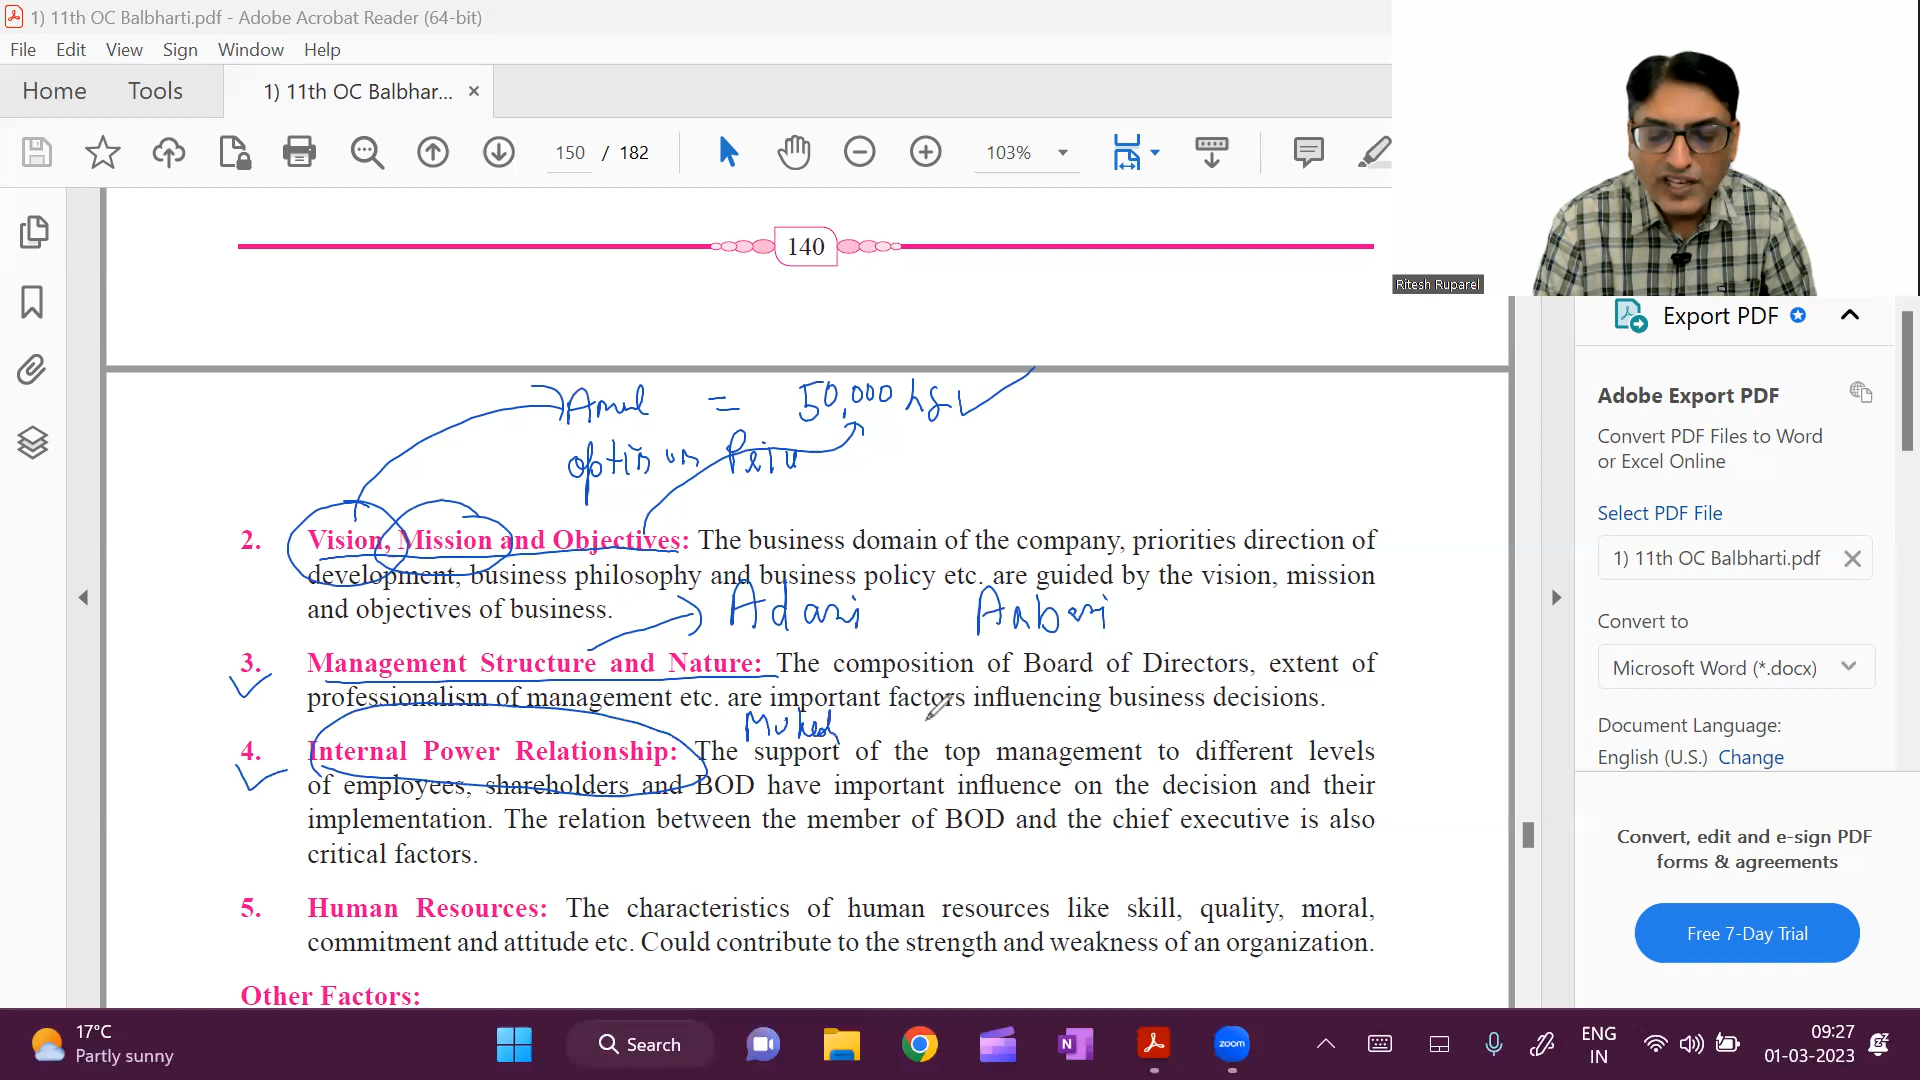 1) 11th OC Balbharti.pdf - Adobe Acrobat Reader (64-bit)
File Edit View Sign Window Help
Home Tools 1) 11th OC Balbhar...
150 / 182 103%
140
Ritesh Ruparel
Export PDF
Adobe Export PDF
Convert PDF Files to Word
or Excel Online
Select PDF File
1) 11th OC Balbharti.pdf
Convert to
Microsoft Word (*.docx)
Document Language:
English (U.S.) Change
Convert, edit and e-sign PDF
forms & agreements
Free 7-Day Trial
Amul = 50,000
2. Vision, Mission and Objectives: The business domain of the company, priorities direction of
development, business philosophy and business policy etc. are guided by the vision, mission
and objectives of business.
Adani
3. Management Structure and Nature: The composition of Board of Directors, extent of
professionalism of management etc. are important factors influencing business decisions.
4. Internal Power Relationship: The support of the top management to different levels
of employees, shareholders and BOD have important influence on the decision and their
implementation. The relation between the member of BOD and the chief executive is also
critical factors.
5. Human Resources: The characteristics of human resources like skill, quality, moral,
commitment and attitude etc. Could contribute to the strength and weakness of an organization.
Other Factors:
17°C
Partly sunny
Search
zoom
ENG
IN
09:27
01-03-2023